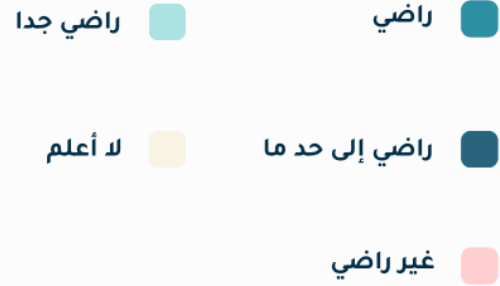 راضي
راضي جدا
راضي إلى حد ما
لا أعلم
غير راضي